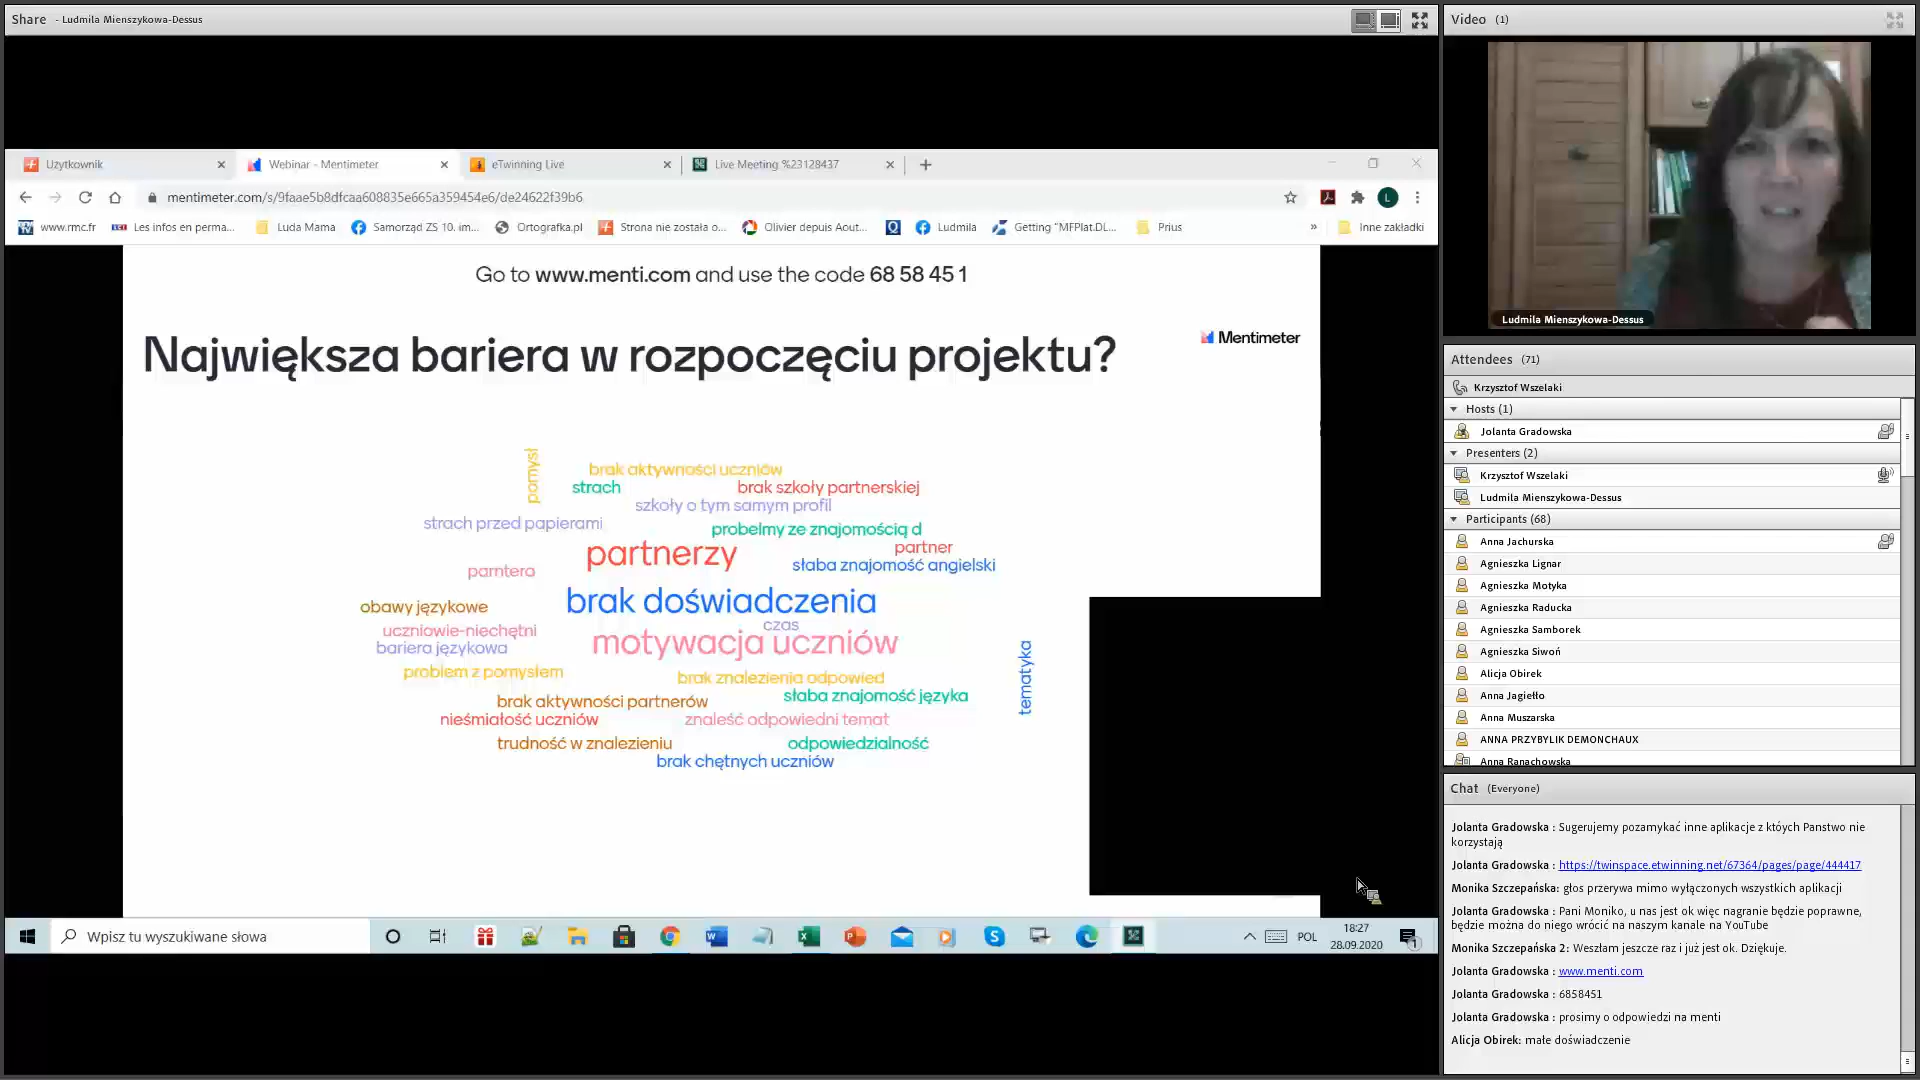 Share - Ludmila Mienszykowa-Dessus
Użytkownik
Webinar - Mentimeter
eTwinning Live
Live Meeting %23128437
mentimeter.com/s/9faae5b8dfcaa608835e665a359454e6/de24622f39b6
L
www.rmc.fr
Les infos en perma...
Luda Mama
Samorząd ZS 10. im...
Ortografka.pl
Strona nie została o...
Olivier depuis Aout...
Ludmila
Getting "MFPlat.DL...
Prius
»
Inne zakładki
Go to www.menti.com and use the code 68 58 45 1
Największa bariera w rozpoczęciu projektu?
Mentimeter
pomysł
brak aktywności uczniów
strach
brak szkoły partnerskiej
szkoły o tym samym profil
strach przed papierami
probelmy ze znajomością d
partnerzy
partner
słaba znajomość angielski
parntera
brak doświadczenia
obawy językowe
czas
uczniowie-niechętni
motywacja uczniów
bariera językowa
tematyka
problem z pomysłem
brak znalezienia odpowied
słaba znajomość języka
brak aktywności partnerów
nieśmiałość uczniów
znaleść odpowiedni temat
trudność w znalezieniu
odpowiedzialność
brak chętnych uczniów
Wpisz tu wyszukiwane słowa
POL
18:27
28.09.2020
1
Video (1)
Ludmila Mienszykowa-Dessus
Attendees (71)
Krzysztof Wszelaki
Hosts (1)
Jolanta Gradowska
Presenters (2)
Krzysztof Wszelaki
Ludmila Mienszykowa-Dessus
Participants (68)
Anna Jachurska
Agnieszka Lignar
Agnieszka Motyka
Agnieszka Raducka
Agnieszka Samborek
Agnieszka Siwoń
Alicja Obirek
Anna Jagiełło
Anna Muszarska
ANNA PRZYBYLIK DEMONCHAUX
Anna Ranachowska
Chat (Everyone)
Jolanta Gradowska : Sugerujemy pozamykać inne aplikacje z któych Panstwo nie
korzystają
Jolanta Gradowska : https://twinspace.etwinning.net/67364/pages/page/444417
Monika Szczepańska: głos przerywa mimo wyłączonych wszystkich aplikacji
Jolanta Gradowska : Pani Moniko, u nas jest ok więc nagranie będzie poprawne,
będzie można do niego wrócić na naszym kanale na YouTube
Monika Szczepańska 2: Weszłam jeszcze raz i już jest ok. Dziękuje.
Jolanta Gradowska : www.menti.com
Jolanta Gradowska : 6858451
Jolanta Gradowska : prosimy o odpowiedzi na menti
Alicja Obirek: małe doświadczenie